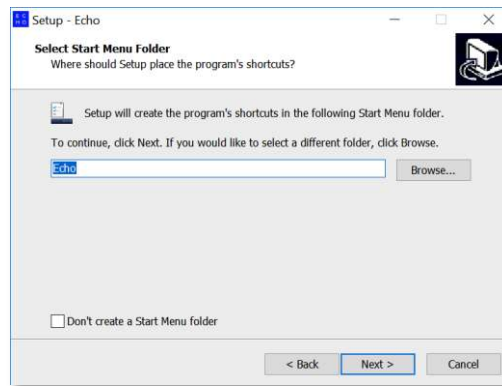 Setup - Echo
Select Start Menu Folder
Where should Setup place the program's shortcuts?
Setup will create the program's shortcuts in the following Start Menu folder.
To continue, click Next. If you would like to select a different folder, click Browse.
Echo
Browse...
Don't create a Start Menu folder
< Back
Next >
Cancel